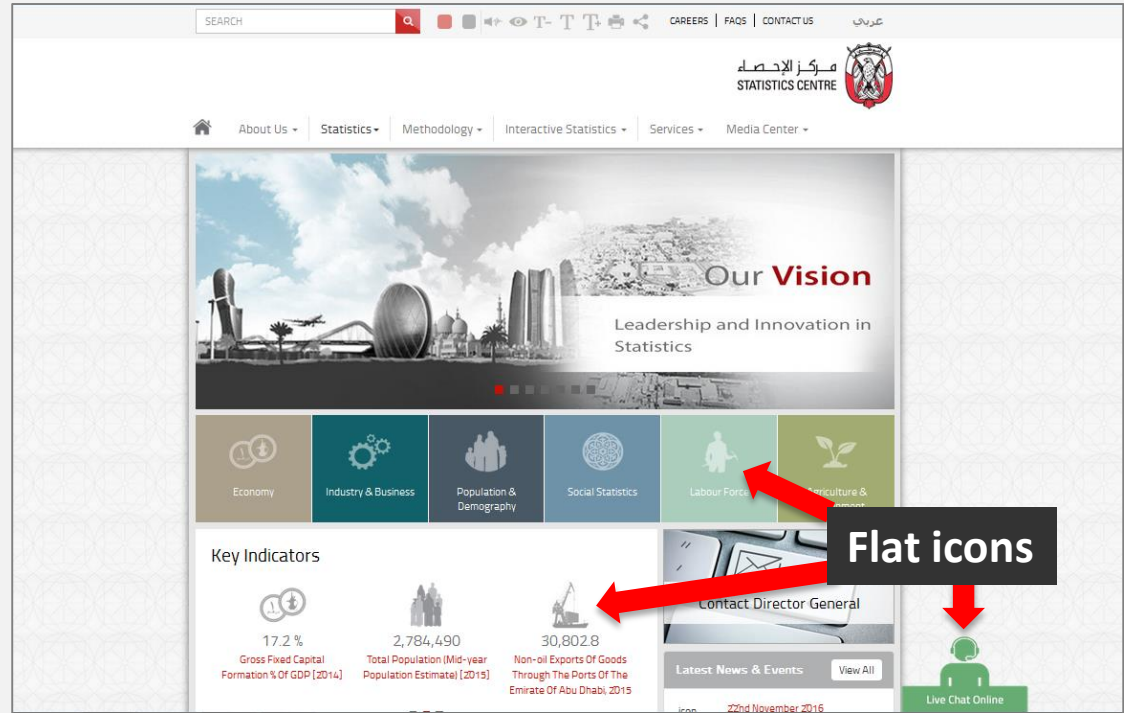 SEARCH
T- T T+
CAREERS | FAQS | CONTACT US
عربي
مركز الإحصاء
STATISTICS CENTRE
About Us
Statistics
Methodology
Interactive Statistics
Services
Media Center
Our Vision
Leadership and Innovation in
Statistics
Economy
Industry & Business
Population &
Demography
Social Statistics
Labour Force
Agriculture &
Flat icons
Key Indicators
17.2 %
Gross Fixed Capital
Formation % Of GDP [2014]
2,784,490
Total Population (Mid-year
Population Estimate) [2015]
30,802.8
Non-oil Exports Of Goods
Through The Ports Of The
Emirate Of Abu Dhabi, 2015
Contact Director General
Latest News & Events
View All
icon
22nd November 2016
Live Chat Online